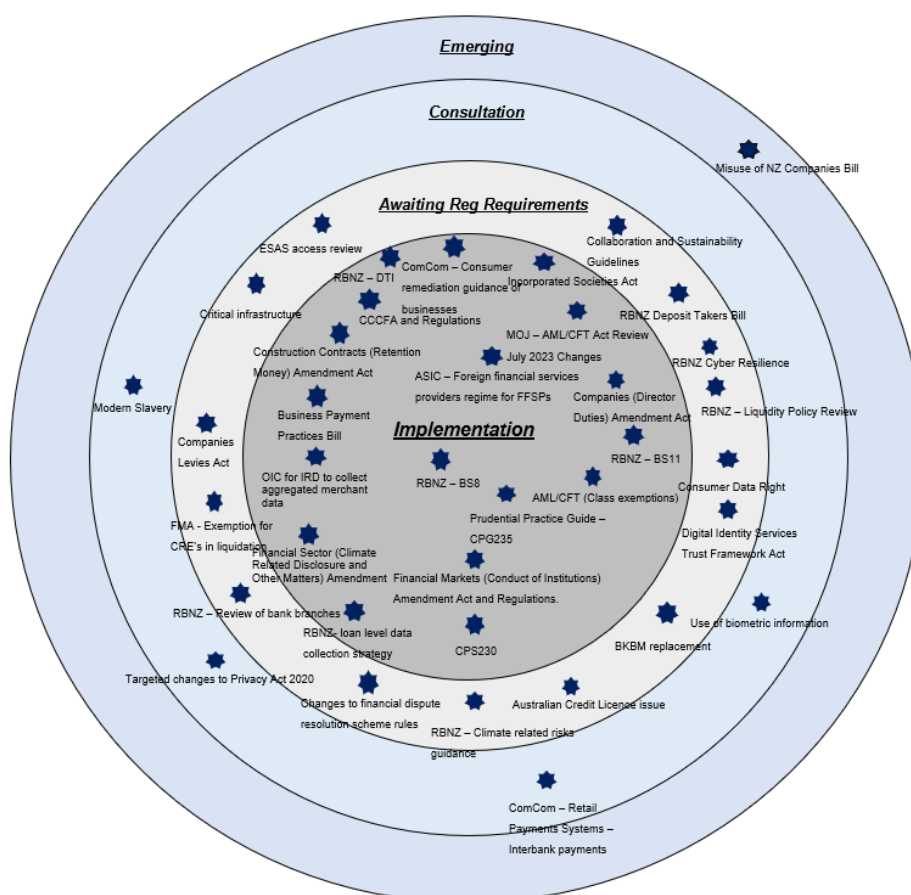 Emerging
Consultation
Misuse of NZ Companies Bill
Awaiting Reg Requirements
ESAS access review
Collaboration and Sustainability
Guidelines
RBNZ – DTI
ComCom – Consumer
remediation guidance of
businesses
Incorporated Societies Act
Critical infrastructure
CCCFA and Regulations
RBNZ Deposit Takers Bill
MOJ – AML/CFT Act Review
July 2023 Changes
Construction Contracts (Retention
Money) Amendment Act
ASIC – Foreign financial services
providers regime for FFSPs
RBNZ Cyber Resilience
Modern Slavery
Business Payment
Practices Bill
Companies (Director
Duties) Amendment Act
RBNZ – Liquidity Policy Review
Companies
Levies Act
Implementation
RBNZ – BS11
OIC for IRD to collect
aggregated merchant
data
RBNZ – BS8
AML/CFT (Class exemptions)
Consumer Data Right
FMA - Exemption for
CRE's in liquidation
Prudential Practice Guide –
CPG235
Digital Identity Services
Trust Framework Act
Financial Sector (Climate
Related Disclosure and
Other Matters) Amendment
Financial Markets (Conduct of Institutions)
Amendment Act and Regulations.
RBNZ – Review of bank branches
RBNZ- loan level data
collection strategy
CPS230
BKBM replacement
Use of biometric information
Targeted changes to Privacy Act 2020
Changes to financial dispute
resolution scheme rules
RBNZ – Climate related risks
guidance
Australian Credit Licence issue
ComCom – Retail
Payments Systems –
Interbank payments